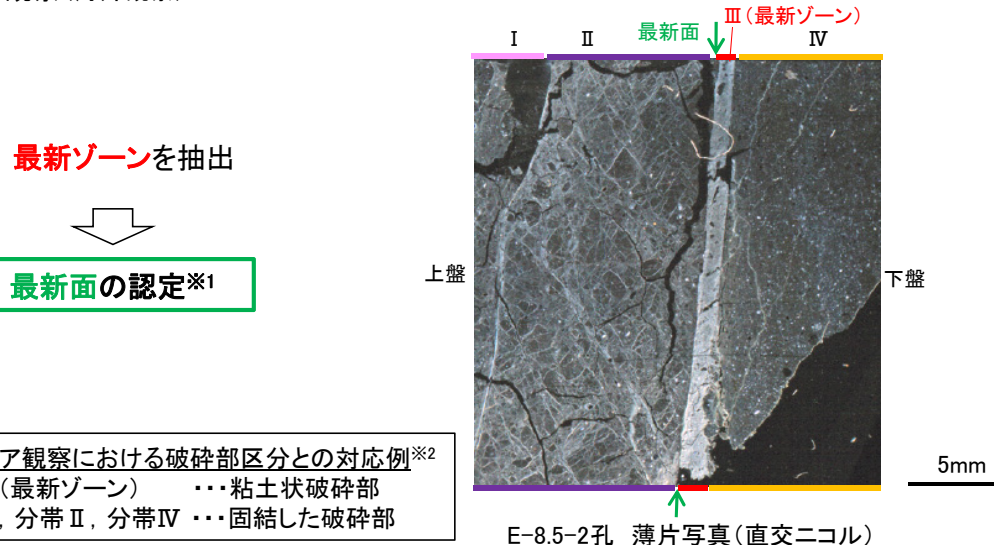 Ⅲ(最新ゾーン)
最新面
Ⅰ Ⅱ Ⅳ
最新ゾーンを抽出
最新面の認定※1
上盤
下盤
ア観察における破砕部区分との対応例※2
(最新ゾーン) ・・・粘土状破砕部
, 分帯Ⅱ, 分帯Ⅳ ・・・固結した破砕部
5mm
E-8.5-2孔 薄片写真(直交ニコル)